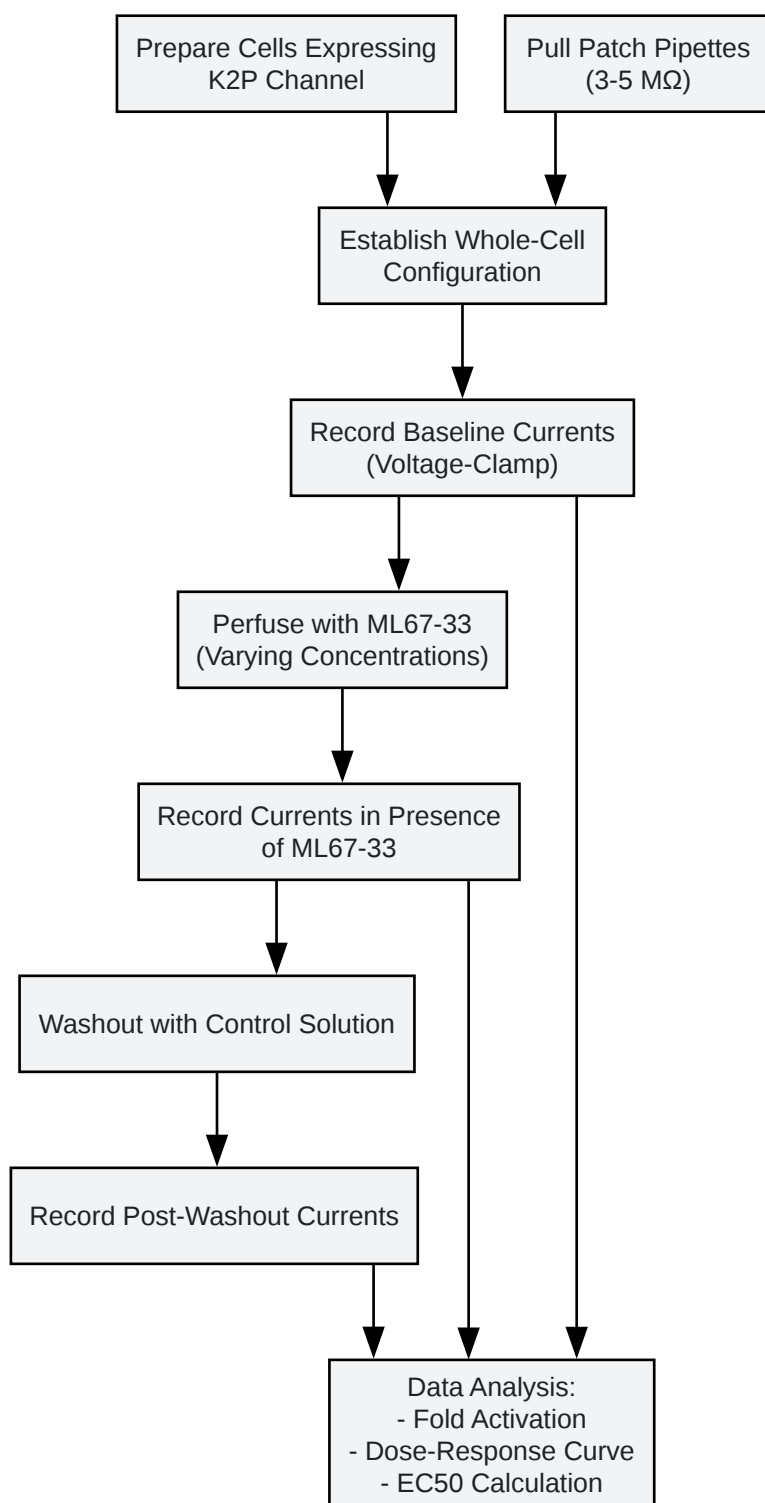 Prepare Cells Expressing
K2P Channel
Pull Patch Pipettes
(3-5 MΩ)
Establish Whole-Cell
Configuration
Record Baseline Currents
(Voltage-Clamp)
Perfuse with ML67-33
(Varying Concentrations)
Record Currents in Presence
of ML67-33
Washout with Control Solution
Record Post-Washout Currents
Data Analysis:
- Fold Activation
- Dose-Response Curve
- EC50 Calculation